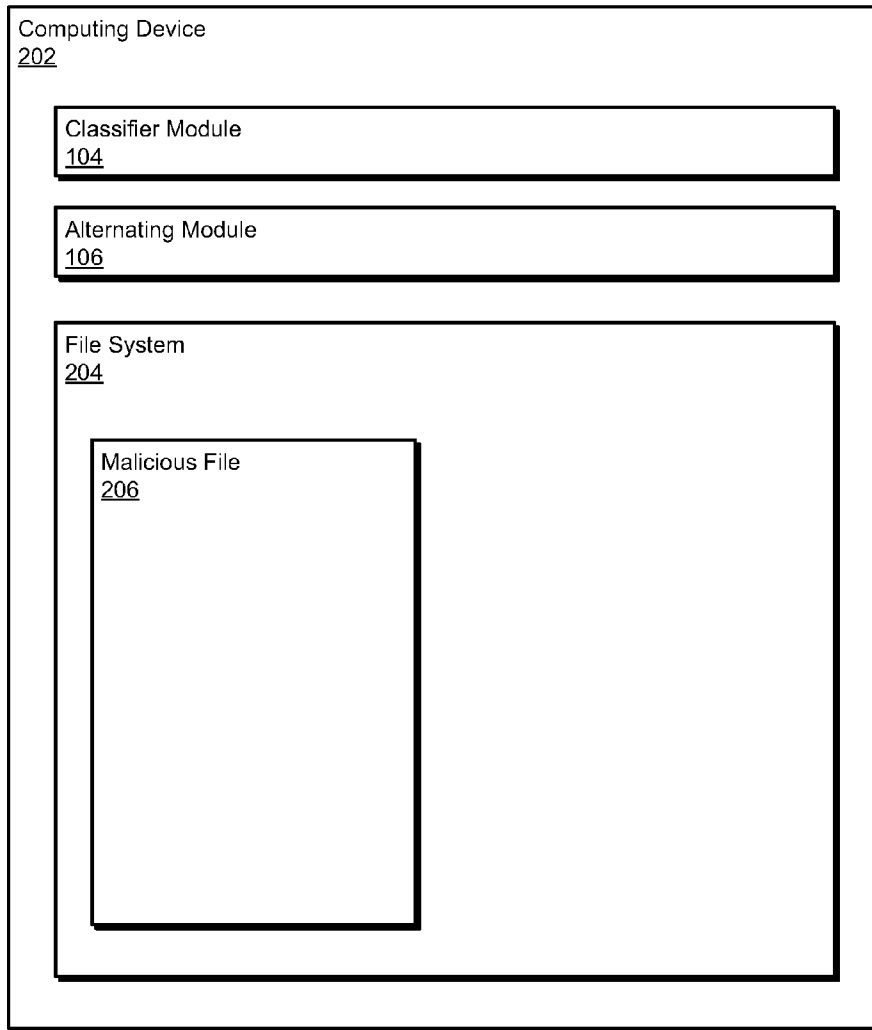 Computing Device
202
Classifier Module
104
Alternating Module
106
File System
204
Malicious File
206